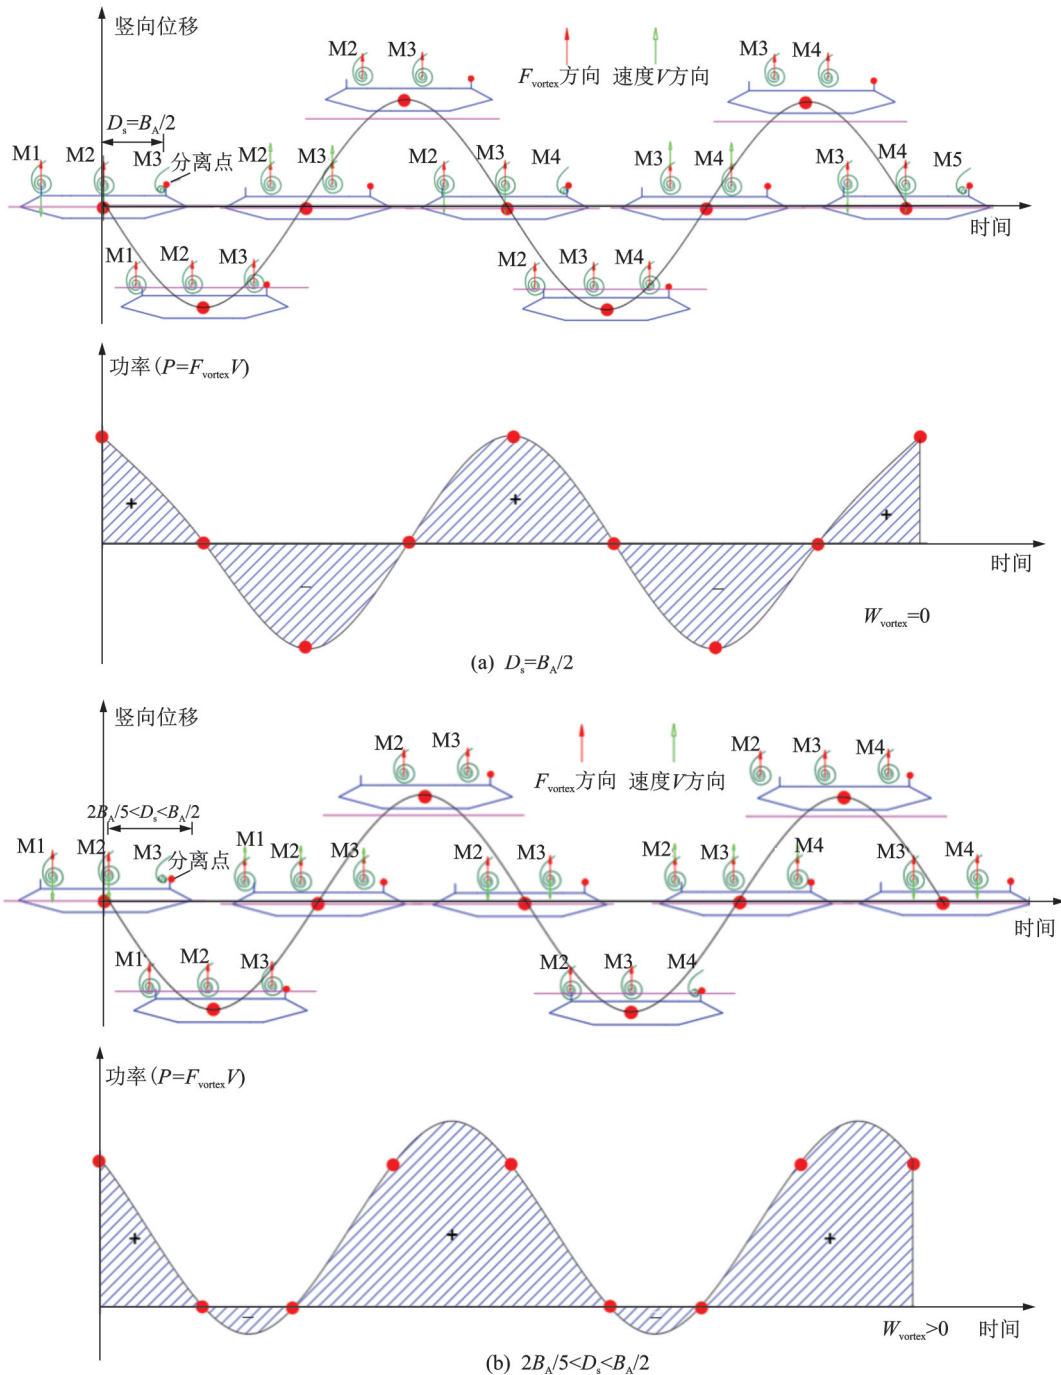 竖向位移
M2 M3
F_vortex方向 速度V方向
M3 M4
D_s=B_A/2
M1 M2 M3 分离点 M2 M3 M2 M3 M4 M3 M4 M3 M4 M5
时间
M1 M2 M3 M2 M3 M4
功率(P=F_vortexV)
+ + +
− −
时间
W_vortex=0
(a) D_s=B_A/2
竖向位移
M2 M3
F_vortex方向 速度V方向
M2 M3 M4
2B_A/5<D_s<B_A/2
M1 M2 M3 分离点 M1 M2 M3 M2 M3 M2 M3 M4 M3 M4
时间
M1 M2 M3 M2 M3 M4
功率(P=F_vortexV)
+ + +
− −
W_vortex>0 时间
(b) 2B_A/5<D_s<B_A/2